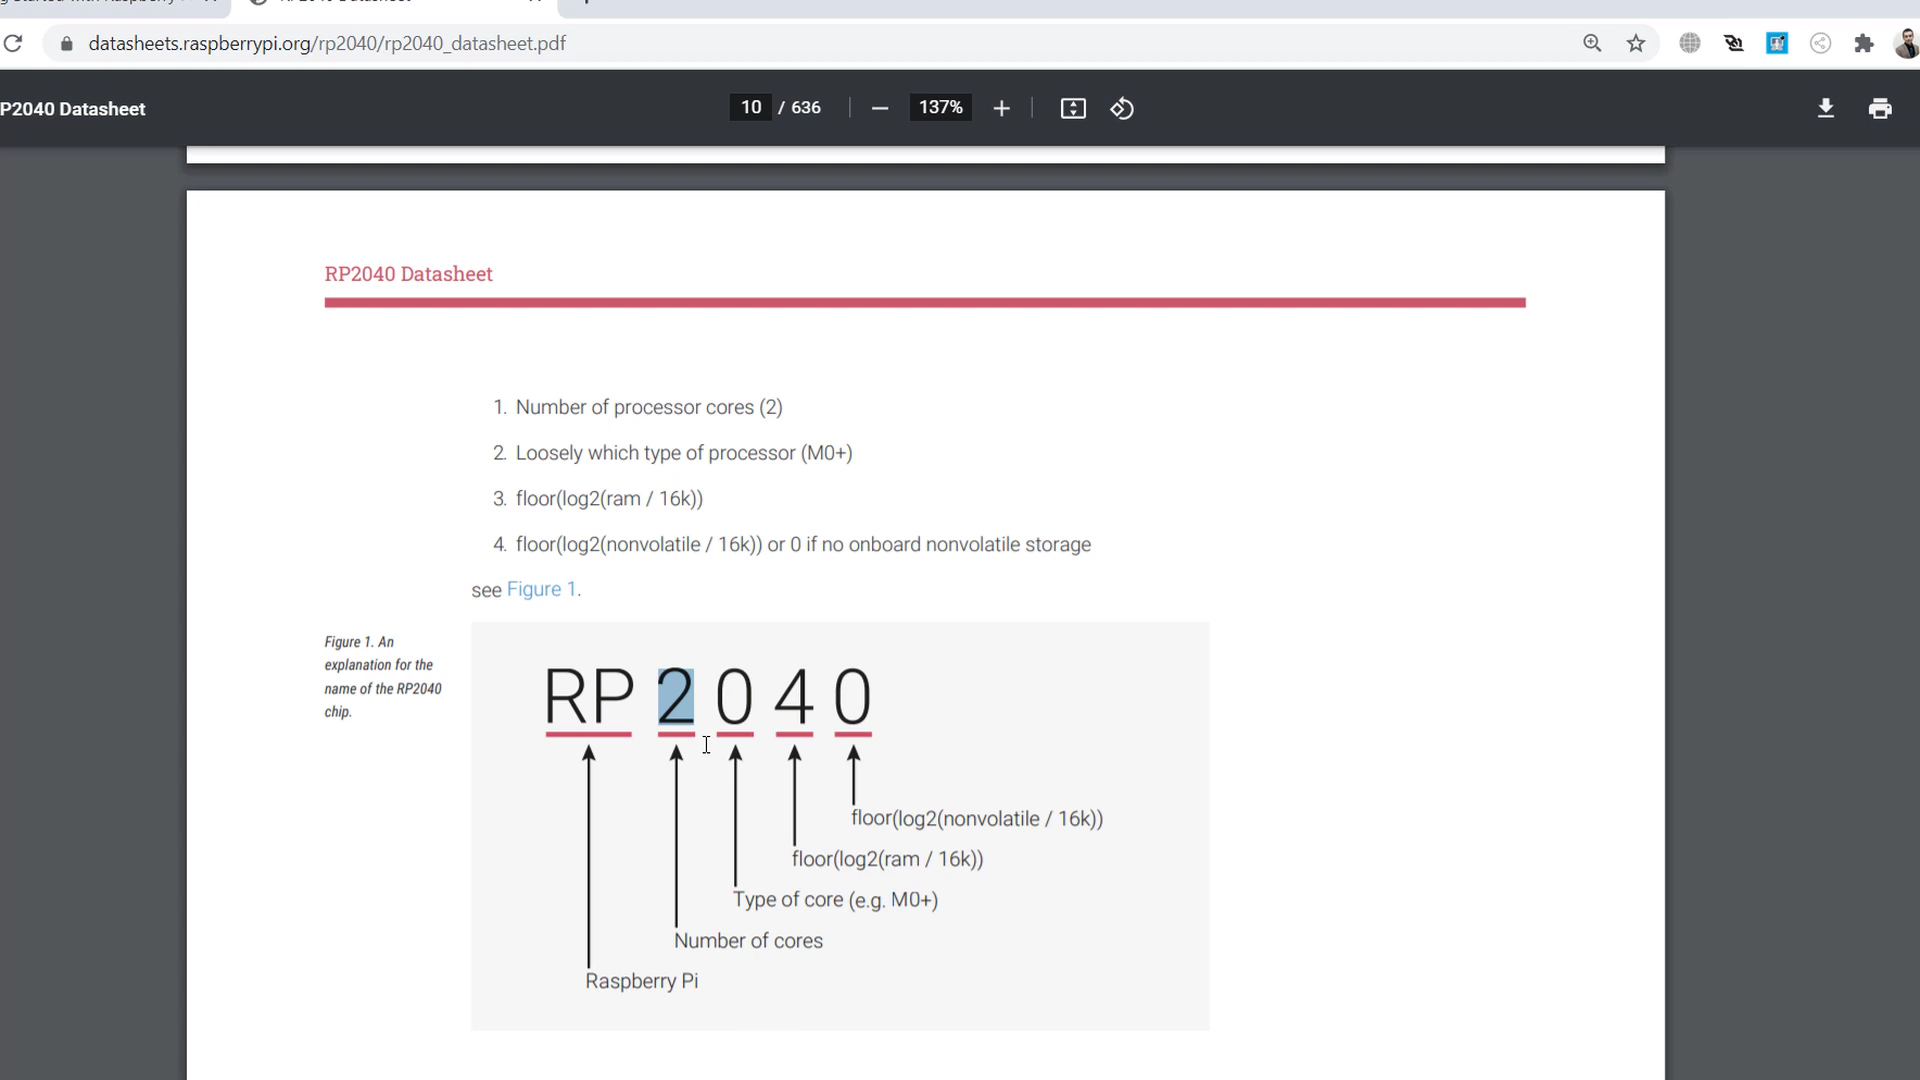 datasheets.raspberrypi.org/rp2040/rp2040_datasheet.pdf
P2040 Datasheet
10 / 636
137%
RP2040 Datasheet
1. Number of processor cores (2)
2. Loosely which type of processor (M0+)
3. floor(log2(ram / 16k))
4. floor(log2(nonvolatile / 16k)) or 0 if no onboard nonvolatile storage
see Figure 1.
Figure 1. An
explanation for the
name of the RP2040
chip.
RP 2 0 4 0
floor(log2(nonvolatile / 16k))
floor(log2(ram / 16k))
Type of core (e.g. M0+)
Number of cores
Raspberry Pi